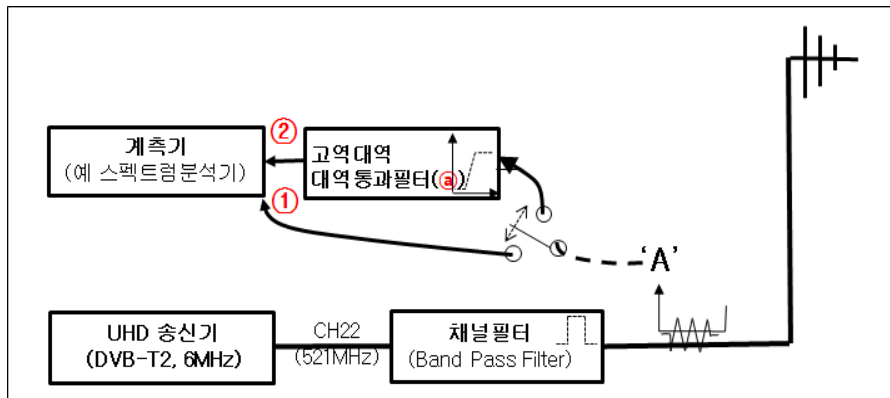 계측기
(예 스펙트럼분석기)
②
①
고역대역
대역통과필터(ⓐ)
'A'
UHD 송신기
(DVB-T2, 6MHz)
CH22
(521MHz)
채널필터
(Band Pass Filter)